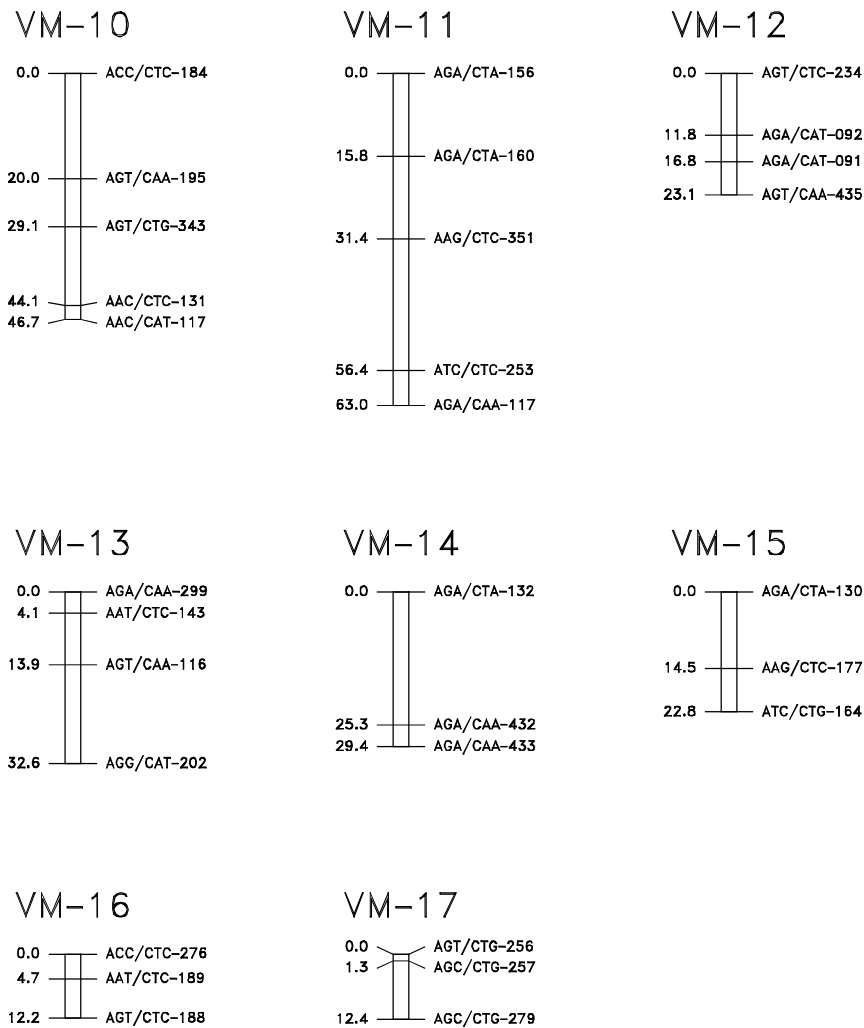 VM-10
0.0 ACC/CTC-184
20.0 AGT/CAA-195
29.1 AGT/CTG-343
44.1 AAC/CTC-131
46.7 AAC/CAT-117
VM-11
0.0 AGA/CTA-156
15.8 AGA/CTA-160
31.4 AAG/CTC-351
56.4 ATC/CTC-253
63.0 AGA/CAA-117
VM-12
0.0 AGT/CTC-234
11.8 AGA/CAT-092
16.8 AGA/CAT-091
23.1 AGT/CAA-435
VM-13
0.0 AGA/CAA-299
4.1 AAT/CTC-143
13.9 AGT/CAA-116
32.6 AGG/CAT-202
VM-14
0.0 AGA/CTA-132
25.3 AGA/CAA-432
29.4 AGA/CAA-433
VM-15
0.0 AGA/CTA-130
14.5 AAG/CTC-177
22.8 ATC/CTG-164
VM-16
0.0 ACC/CTC-276
4.7 AAT/CTC-189
12.2 AGT/CTC-188
VM-17
0.0 AGT/CTG-256
1.3 AGC/CTG-257
12.4 AGC/CTG-279